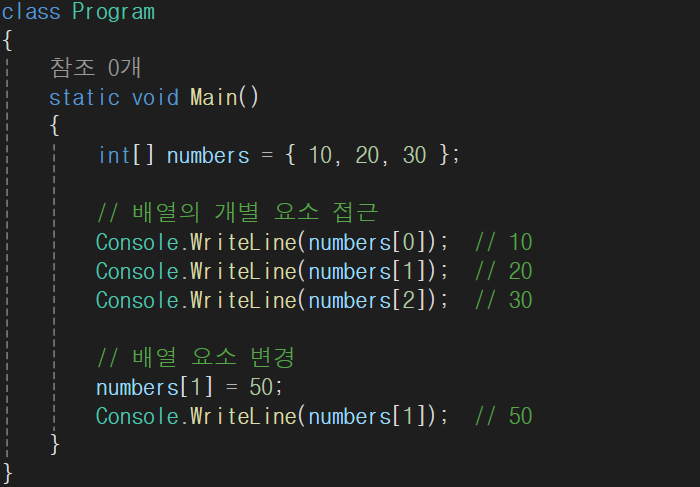 class Program
{
참조 0개
static void Main()
{
int[] numbers = { 10, 20, 30 };
// 배열의 개별 요소 접근
Console.WriteLine(numbers[0]);  // 10
Console.WriteLine(numbers[1]);  // 20
Console.WriteLine(numbers[2]);  // 30
// 배열 요소 변경
numbers[1] = 50;
Console.WriteLine(numbers[1]);  // 50
}
}